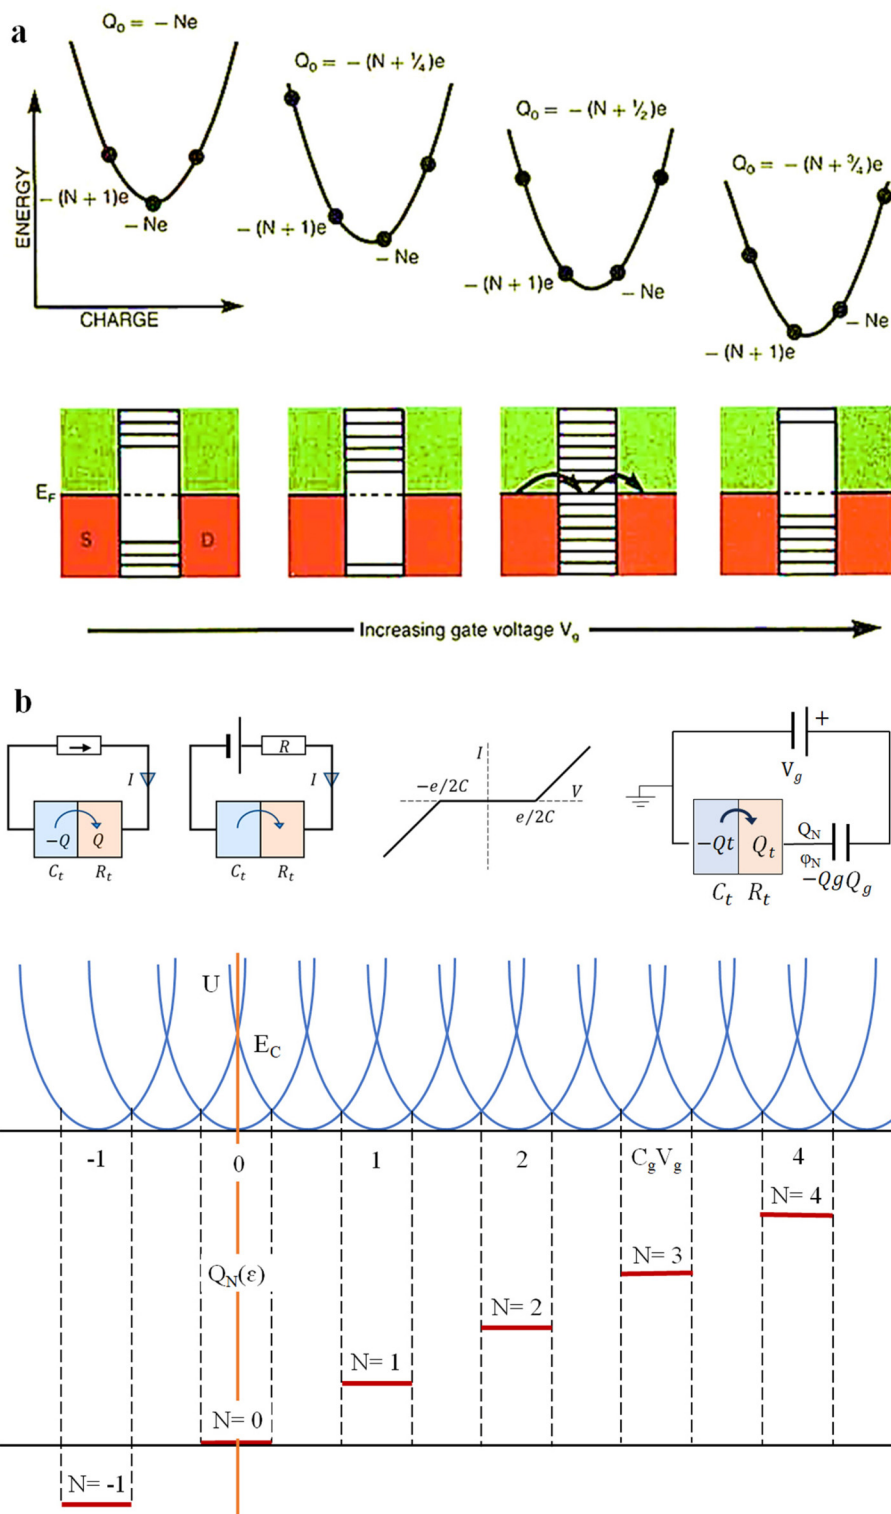 a
Q₀ = − Ne
Q₀ = − (N + ¼)e
Q₀ = − (N + ½)e
Q₀ = − (N + ¾)e
ENERGY
− (N + 1)e
− Ne
− (N + 1)e
− Ne
− (N + 1)e
− Ne
− (N + 1)e
− Ne
CHARGE
E_F
S
D
Increasing gate voltage V_g
b
I
−Q
Q
C_t
R_t
R
I
C_t
R_t
I
−e/2C
V
e/2C
+
V_g
−Qt
Q_t
Q_N
φ_N
−QgQ_g
C_t
R_t
U
E_C
-1
0
1
2
C_gV_g
4
N= 4
N= 3
Q_N(ε)
N= 2
N= 1
N= 0
N= -1